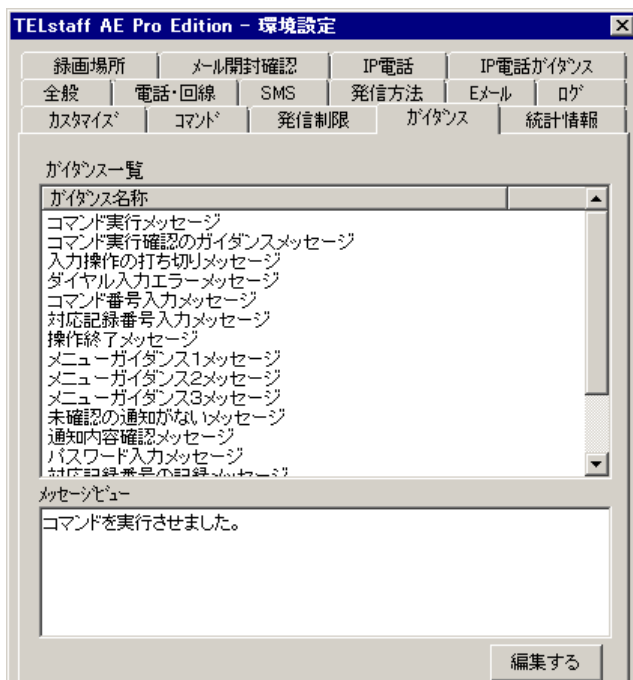 TELstaff AE Pro Edition － 環境設定
録画場所 メール開封確認 IP電話 IP電話ｶﾞｲﾀﾞﾝｽ
全般 電話・回線 SMS 発信方法 Eﾒｰﾙ ﾛｸﾞ
ｶｽﾀﾏｲｽﾞ ｺﾏﾝﾄﾞ 発信制限 ｶﾞｲﾀﾞﾝｽ 統計情報
ｶﾞｲﾀﾞﾝｽ一覧
ｶﾞｲﾀﾞﾝｽ名称
コマンド実行メッセージ
コマンド実行確認のガイダンスメッセージ
入力操作の打ち切りメッセージ
ダイヤル入力エラーメッセージ
コマンド番号入力メッセージ
対応記録番号入力メッセージ
操作終了メッセージ
メニューガイダンス1メッセージ
メニューガイダンス2メッセージ
メニューガイダンス3メッセージ
未確認の通知がないメッセージ
通知内容確認メッセージ
パスワード入力メッセージ
対応記録番号の記録メッセージ
ﾒｯｾｰｼﾞﾋﾞｭｰ
コマンドを実行させました。
編集する